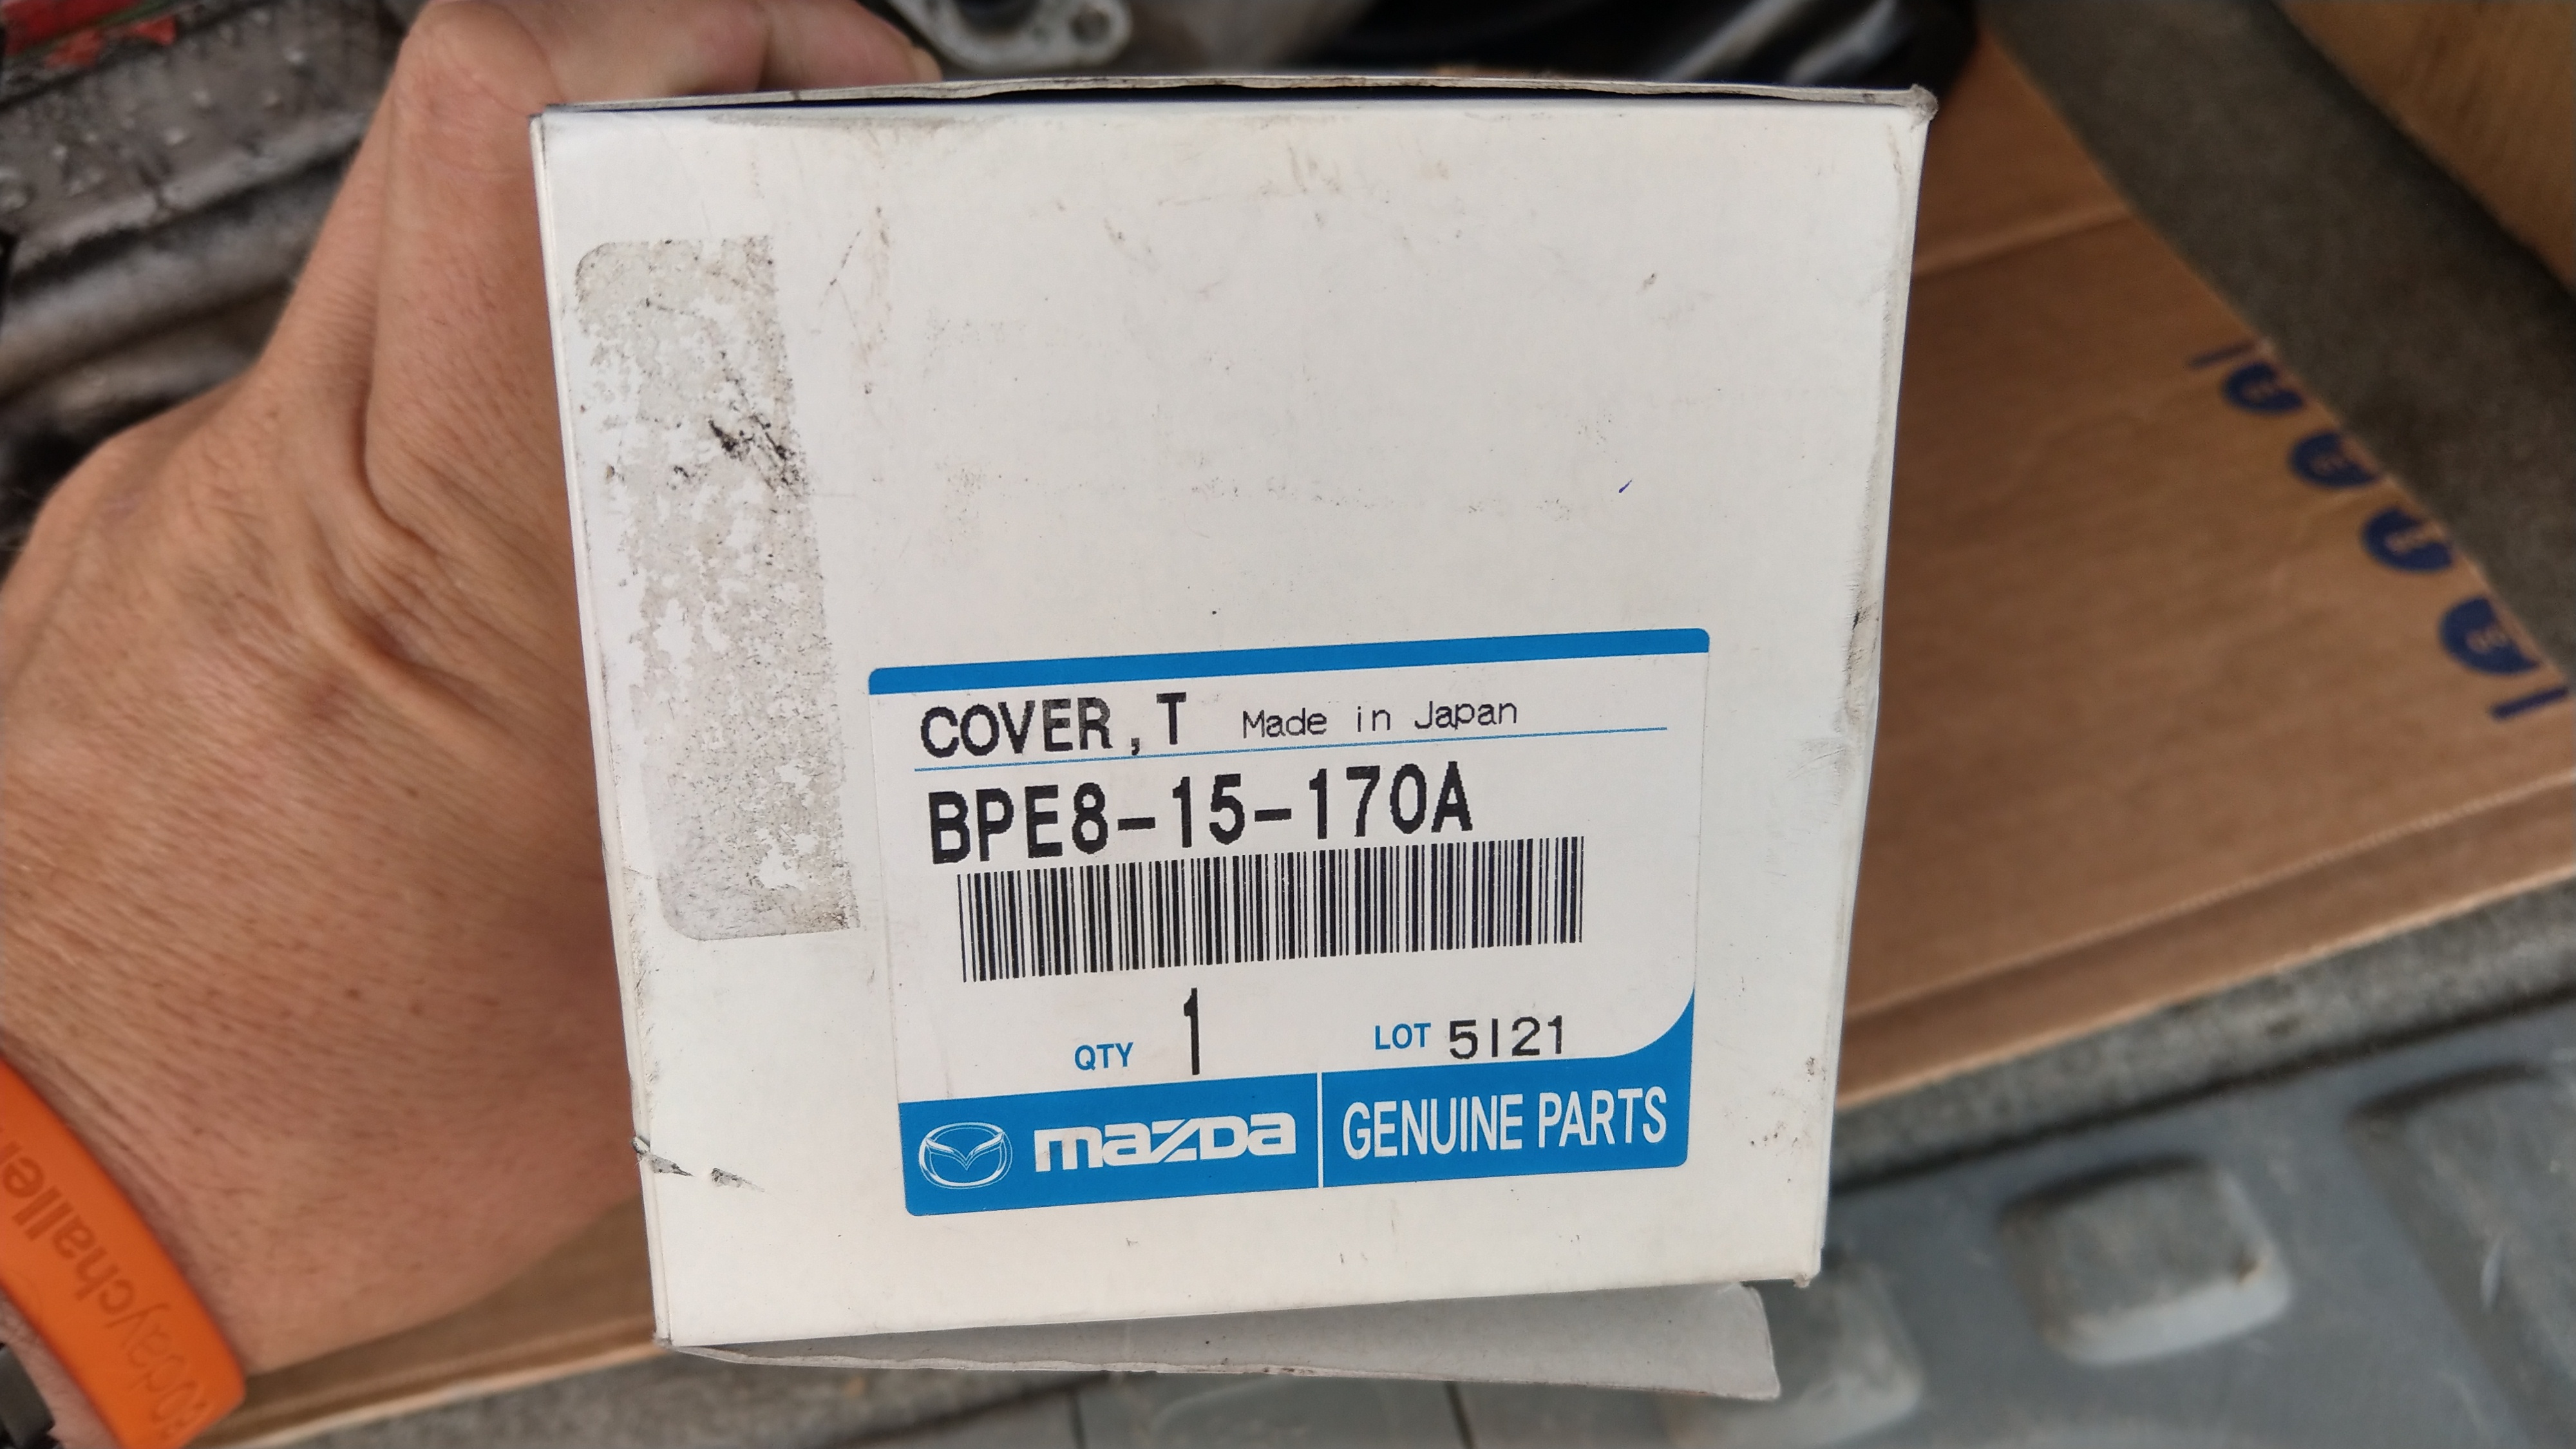 COVER, T Made in Japan
BPE8-15-170A
QTY 1 LOT 5121
mazda GENUINE PARTS